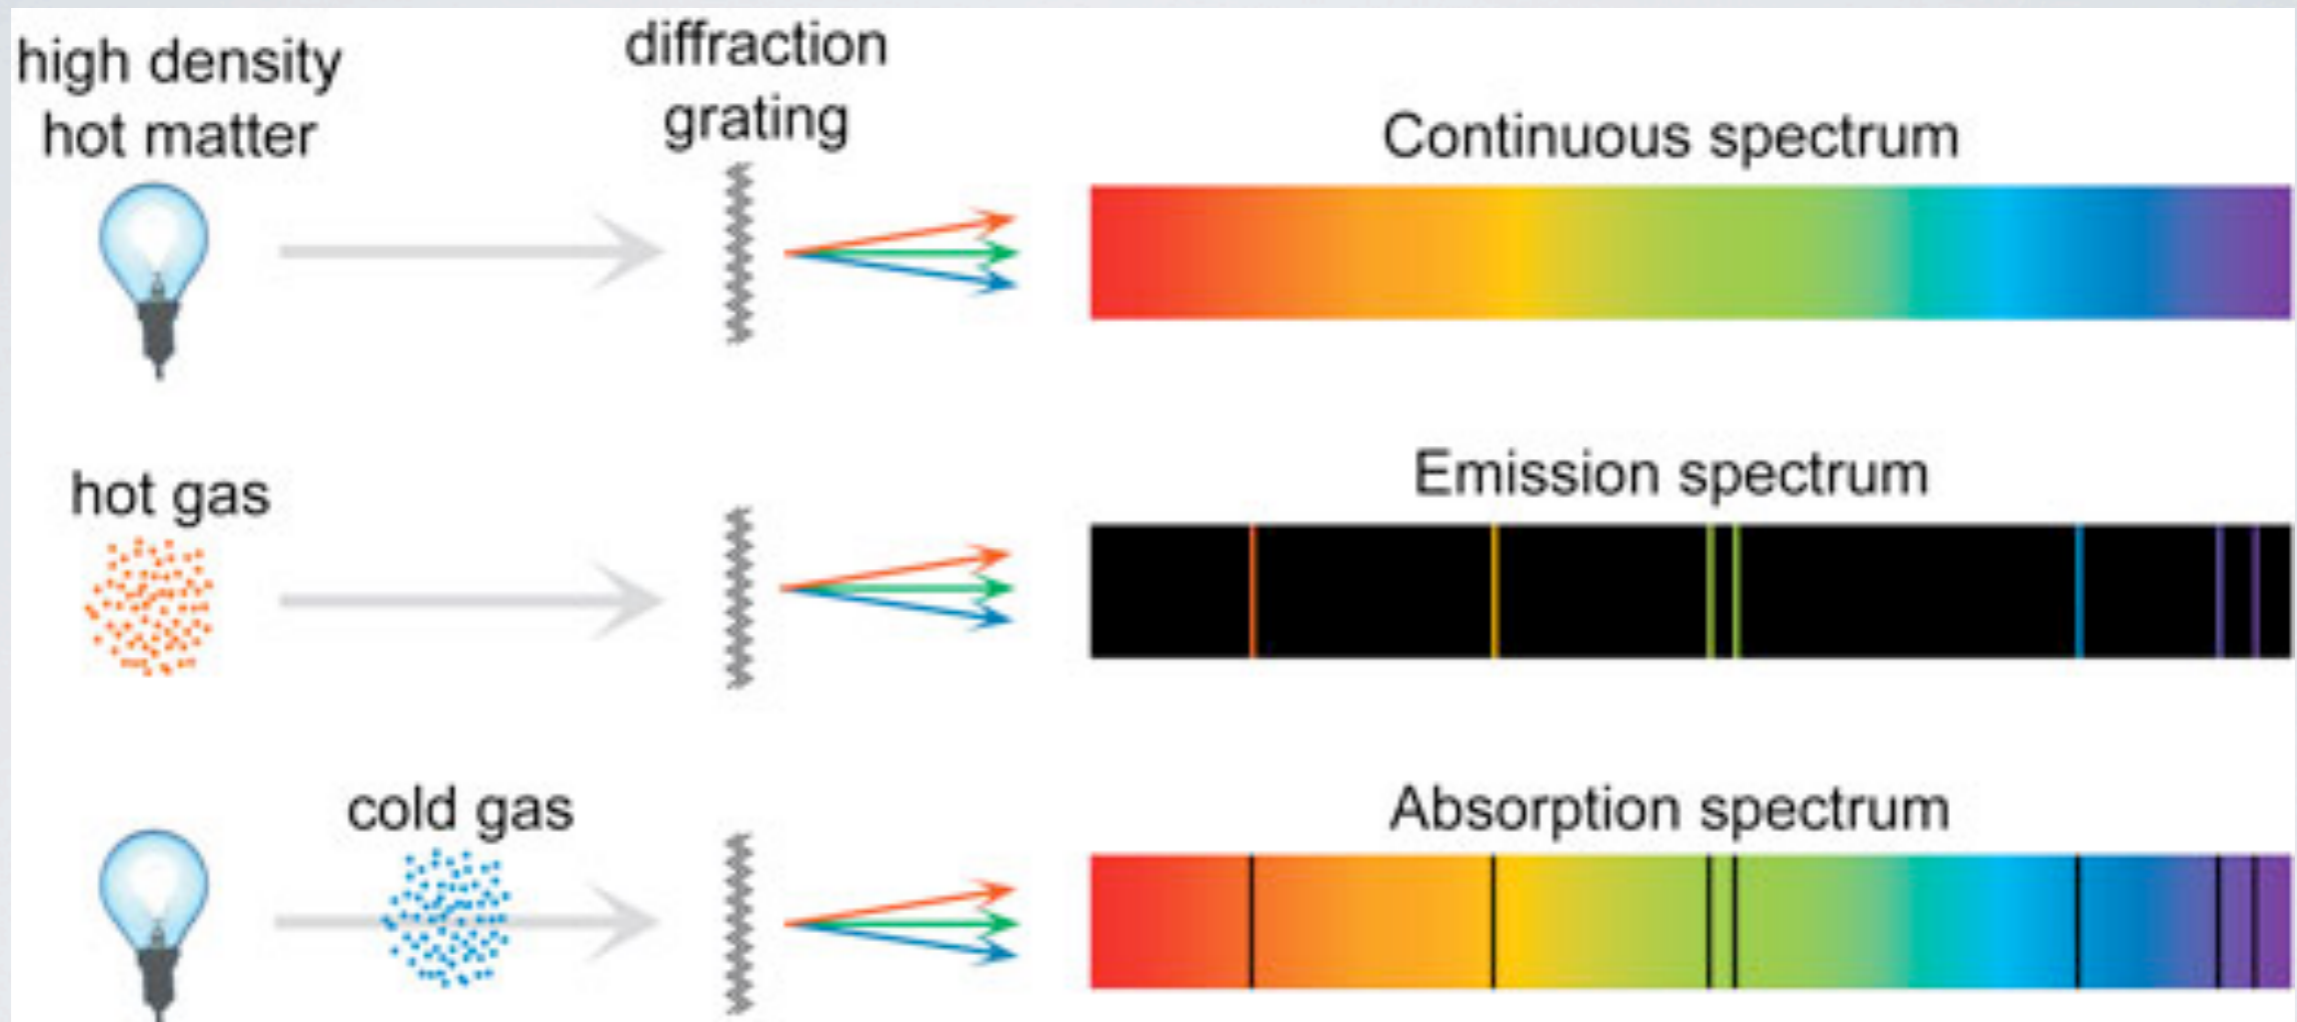 high density
hot matter
diffraction
grating
Continuous spectrum
hot gas
Emission spectrum
cold gas
Absorption spectrum